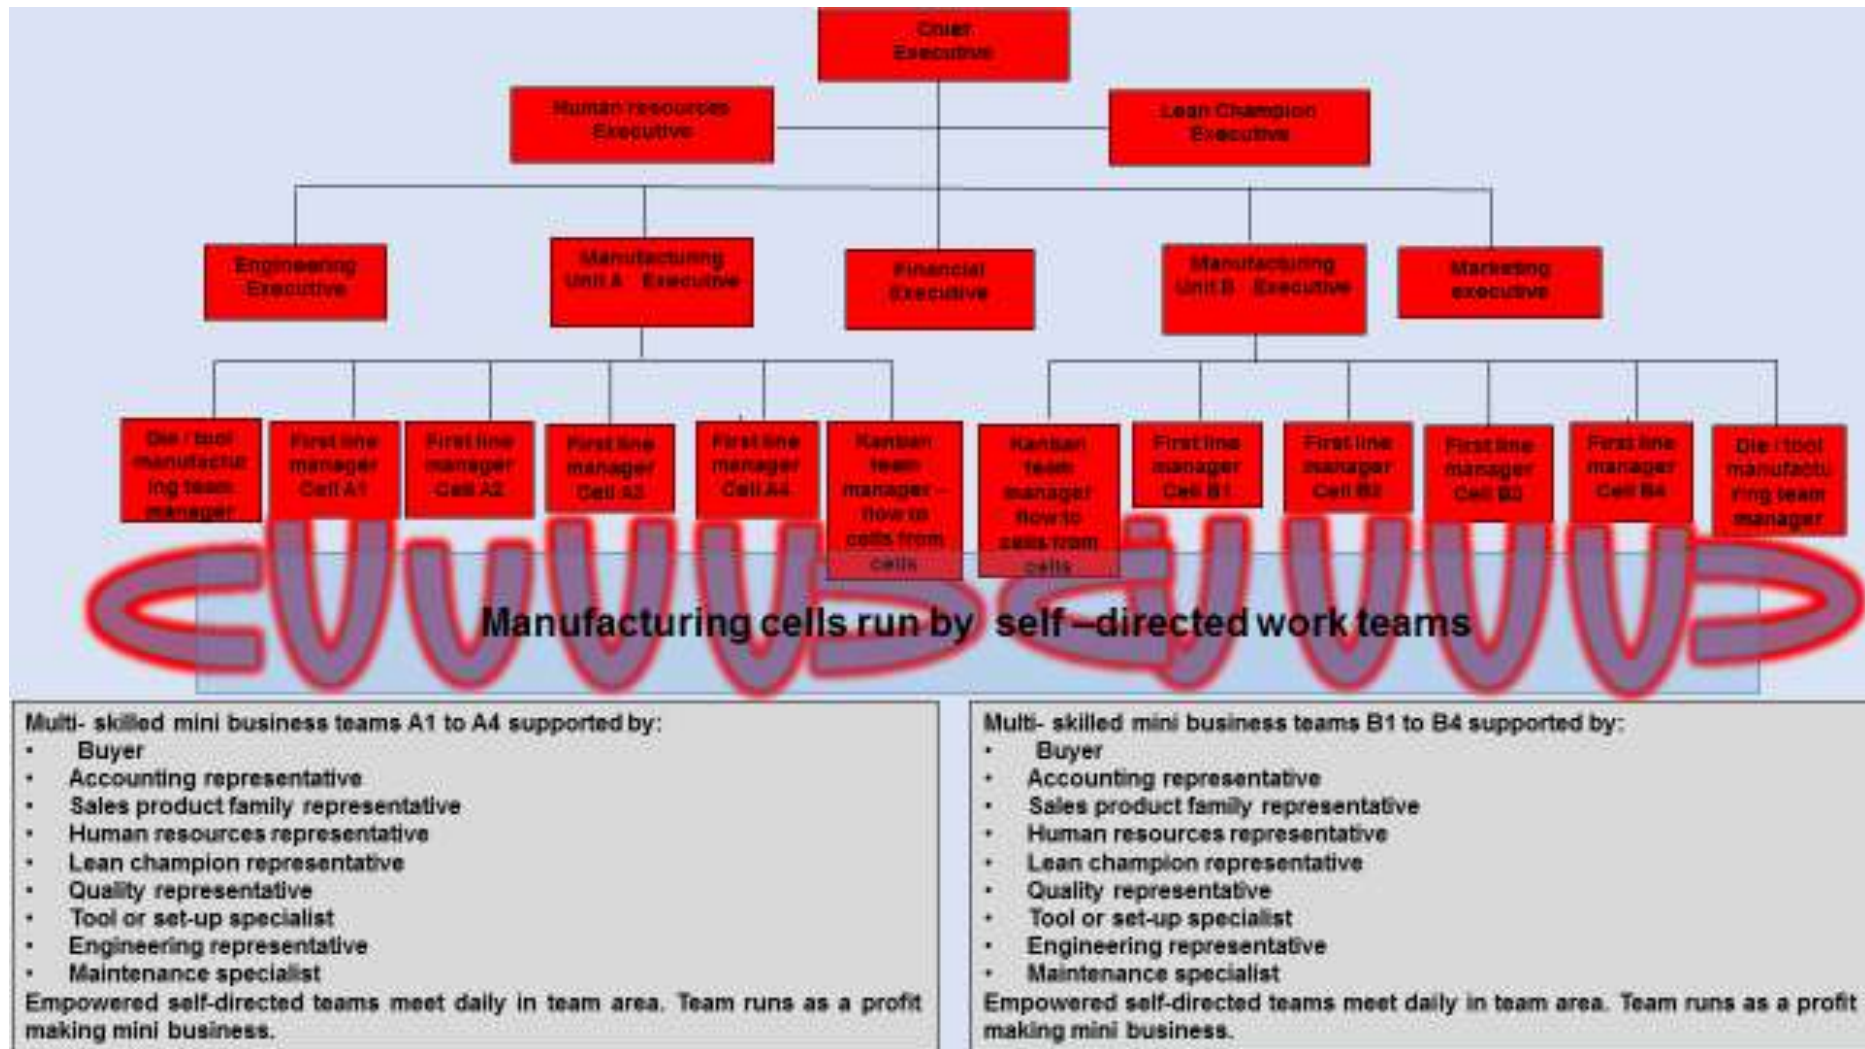 Chief
Executive
Human resources
Executive
Lean Champion
Executive
Engineering
Executive
Manufacturing
Unit A Executive
Financial
Executive
Manufacturing
Unit B Executive
Marketing
executive
Die / tool
manufactur
ing team
manager
First line
manager
Cell A1
First line
manager
Cell A2
First line
manager
Cell A3
First line
manager
Cell A4
Kanban
team
manager –
flow to
cells from
cells
Kanban
team
manager
flow to
cells from
cells
First line
manager
Cell B1
First line
manager
Cell B2
First line
manager
Cell B3
First line
manager
Cell B4
Die / tool
manufactu
ring team
manager
Manufacturing cells run by self –directed work teams
Multi- skilled mini business teams A1 to A4 supported by:
• Buyer
• Accounting representative
• Sales product family representative
• Human resources representative
• Lean champion representative
• Quality representative
• Tool or set-up specialist
• Engineering representative
• Maintenance specialist
Empowered self-directed teams meet daily in team area. Team runs as a profit
making mini business.
Multi- skilled mini business teams B1 to B4 supported by:
• Buyer
• Accounting representative
• Sales product family representative
• Human resources representative
• Lean champion representative
• Quality representative
• Tool or set-up specialist
• Engineering representative
• Maintenance specialist
Empowered self-directed teams meet daily in team area. Team runs as a profit
making mini business.